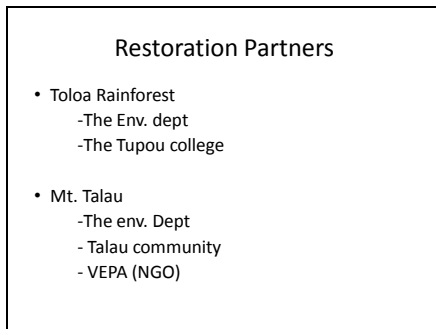 Restoration Partners
• Toloa Rainforest
-The Env. dept
-The Tupou college
• Mt. Talau
-The env. Dept
- Talau community
- VEPA (NGO)